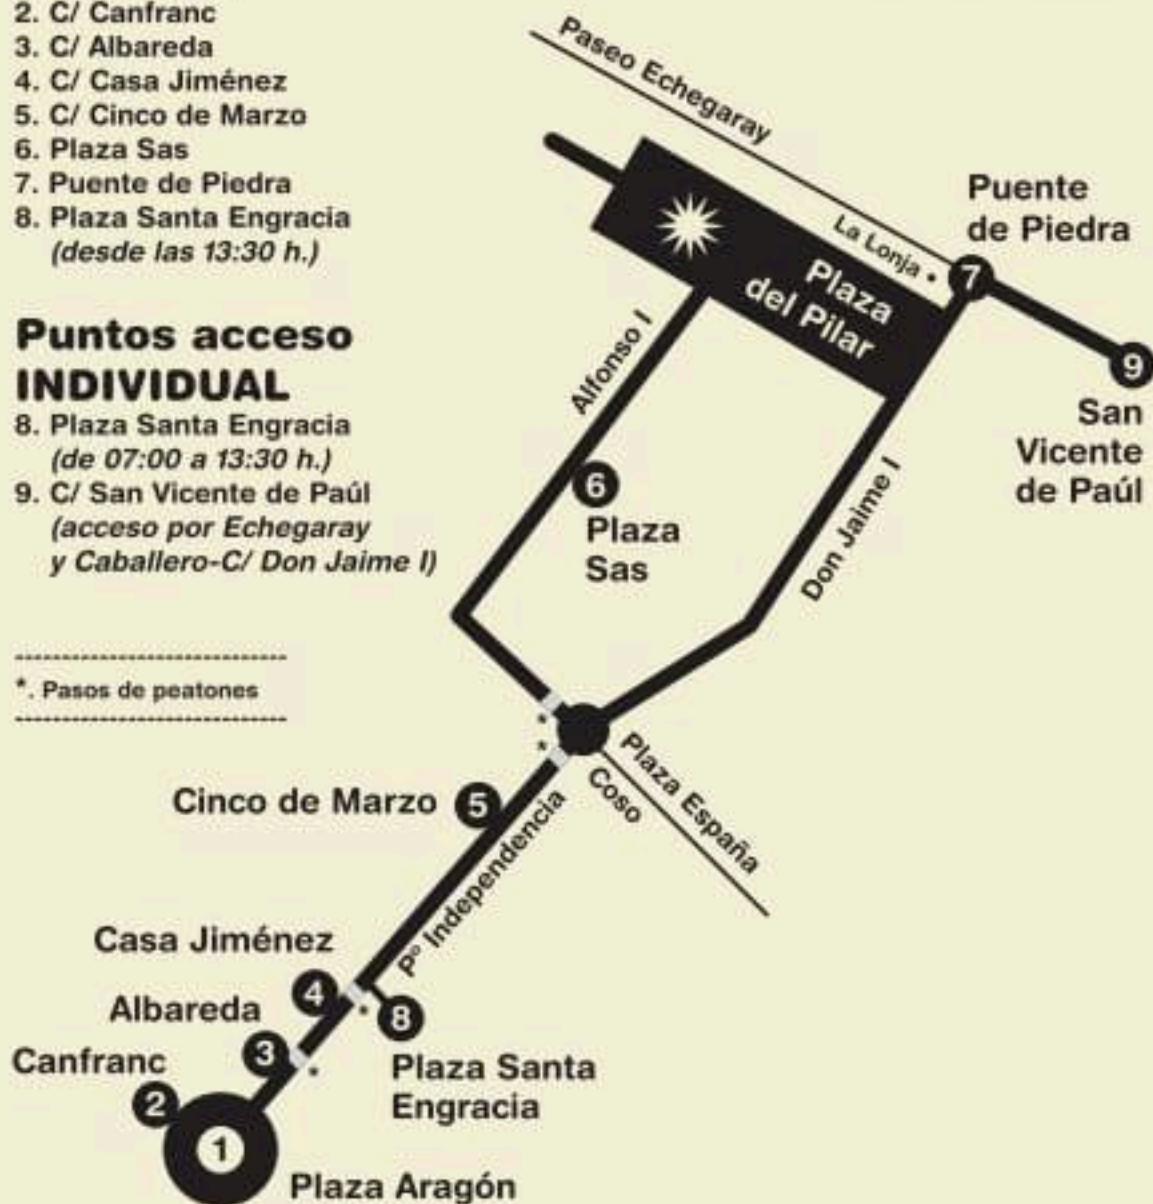 2. C/ Canfranc
3. C/ Albareda
4. C/ Casa Jiménez
5. C/ Cinco de Marzo
6. Plaza Sas
7. Puente de Piedra
8. Plaza Santa Engracia
(desde las 13:30 h.)
Puntos acceso
INDIVIDUAL
8. Plaza Santa Engracia
(de 07:00 a 13:30 h.)
9. C/ San Vicente de Paúl
(acceso por Echegaray
y Caballero-C/ Don Jaime I)
*. Pasos de peatones
Paseo Echegaray
La Lonja •
Plaza
del Pilar
Puente
de Piedra
7
9
San
Vicente
de Paúl
Alfonso I
6
Plaza
Sas
Don Jaime I
*
*
Plaza España
Coso
Cinco de Marzo 5
Pº Independencia
Casa Jiménez
4
*
8
Plaza Santa
Engracia
Albareda
3
*
Canfranc
2
1
Plaza Aragón